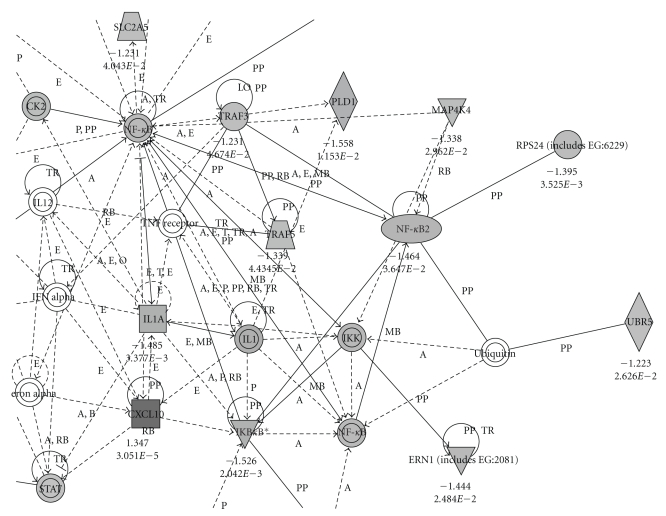 SLC2A5
E
P
−1.231
4.043E−2
E
E
CK2
A, TR
PP
LO
PP
PLD1
MAP4K4
P, PP
NF-κB
TRAF3
A, E
−1.231
4.674E−2
A
−1.558
1.153E−2
−1.338
2.962E−2
RPS24 (includes EG:6229)
−1.395
3.525E−3
E
TR
A
A
PP
PP, RB
A, E, MB
PP
RB
PP
IL12
RB
E
TNF receptor
TR
PP
TRAF5
E
PP
NF-κB2
A, E, T, TR, A
PP
−1.339
4.4345E−2
−1.464
3.647E−2
A, E, O
E
TR
E, T, E
MB
A, E, P, PP, RB, TR
IFN alpha
E
IL1A
E, TR
PP
UBR5
−1.485
3.377E−3
E, MB
IL1
A
IKK
MB
A
Ubiquitin
PP
−1.223
2.626E−2
E
E
E
PP
A, P, RB
P
MB
A
PP
eron alpha
A, B
CXCL10
PP
A
RB
IKBκB*
A
NF-κB
PP, TR
A, RB
1.347
3.051E−5
−1.526
2.042E−3
ERN1 (includes EG:2081)
TR
STAT
A
−1.444
2.484E−2
P
PP